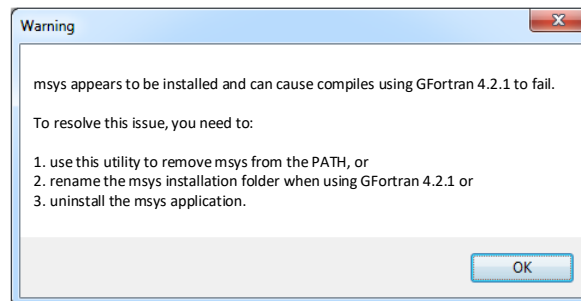 Warning
msys appears to be installed and can cause compiles using GFortran 4.2.1 to fail.
To resolve this issue, you need to:
1. use this utility to remove msys from the PATH, or
2. rename the msys installation folder when using GFortran 4.2.1 or
3. uninstall the msys application.
OK